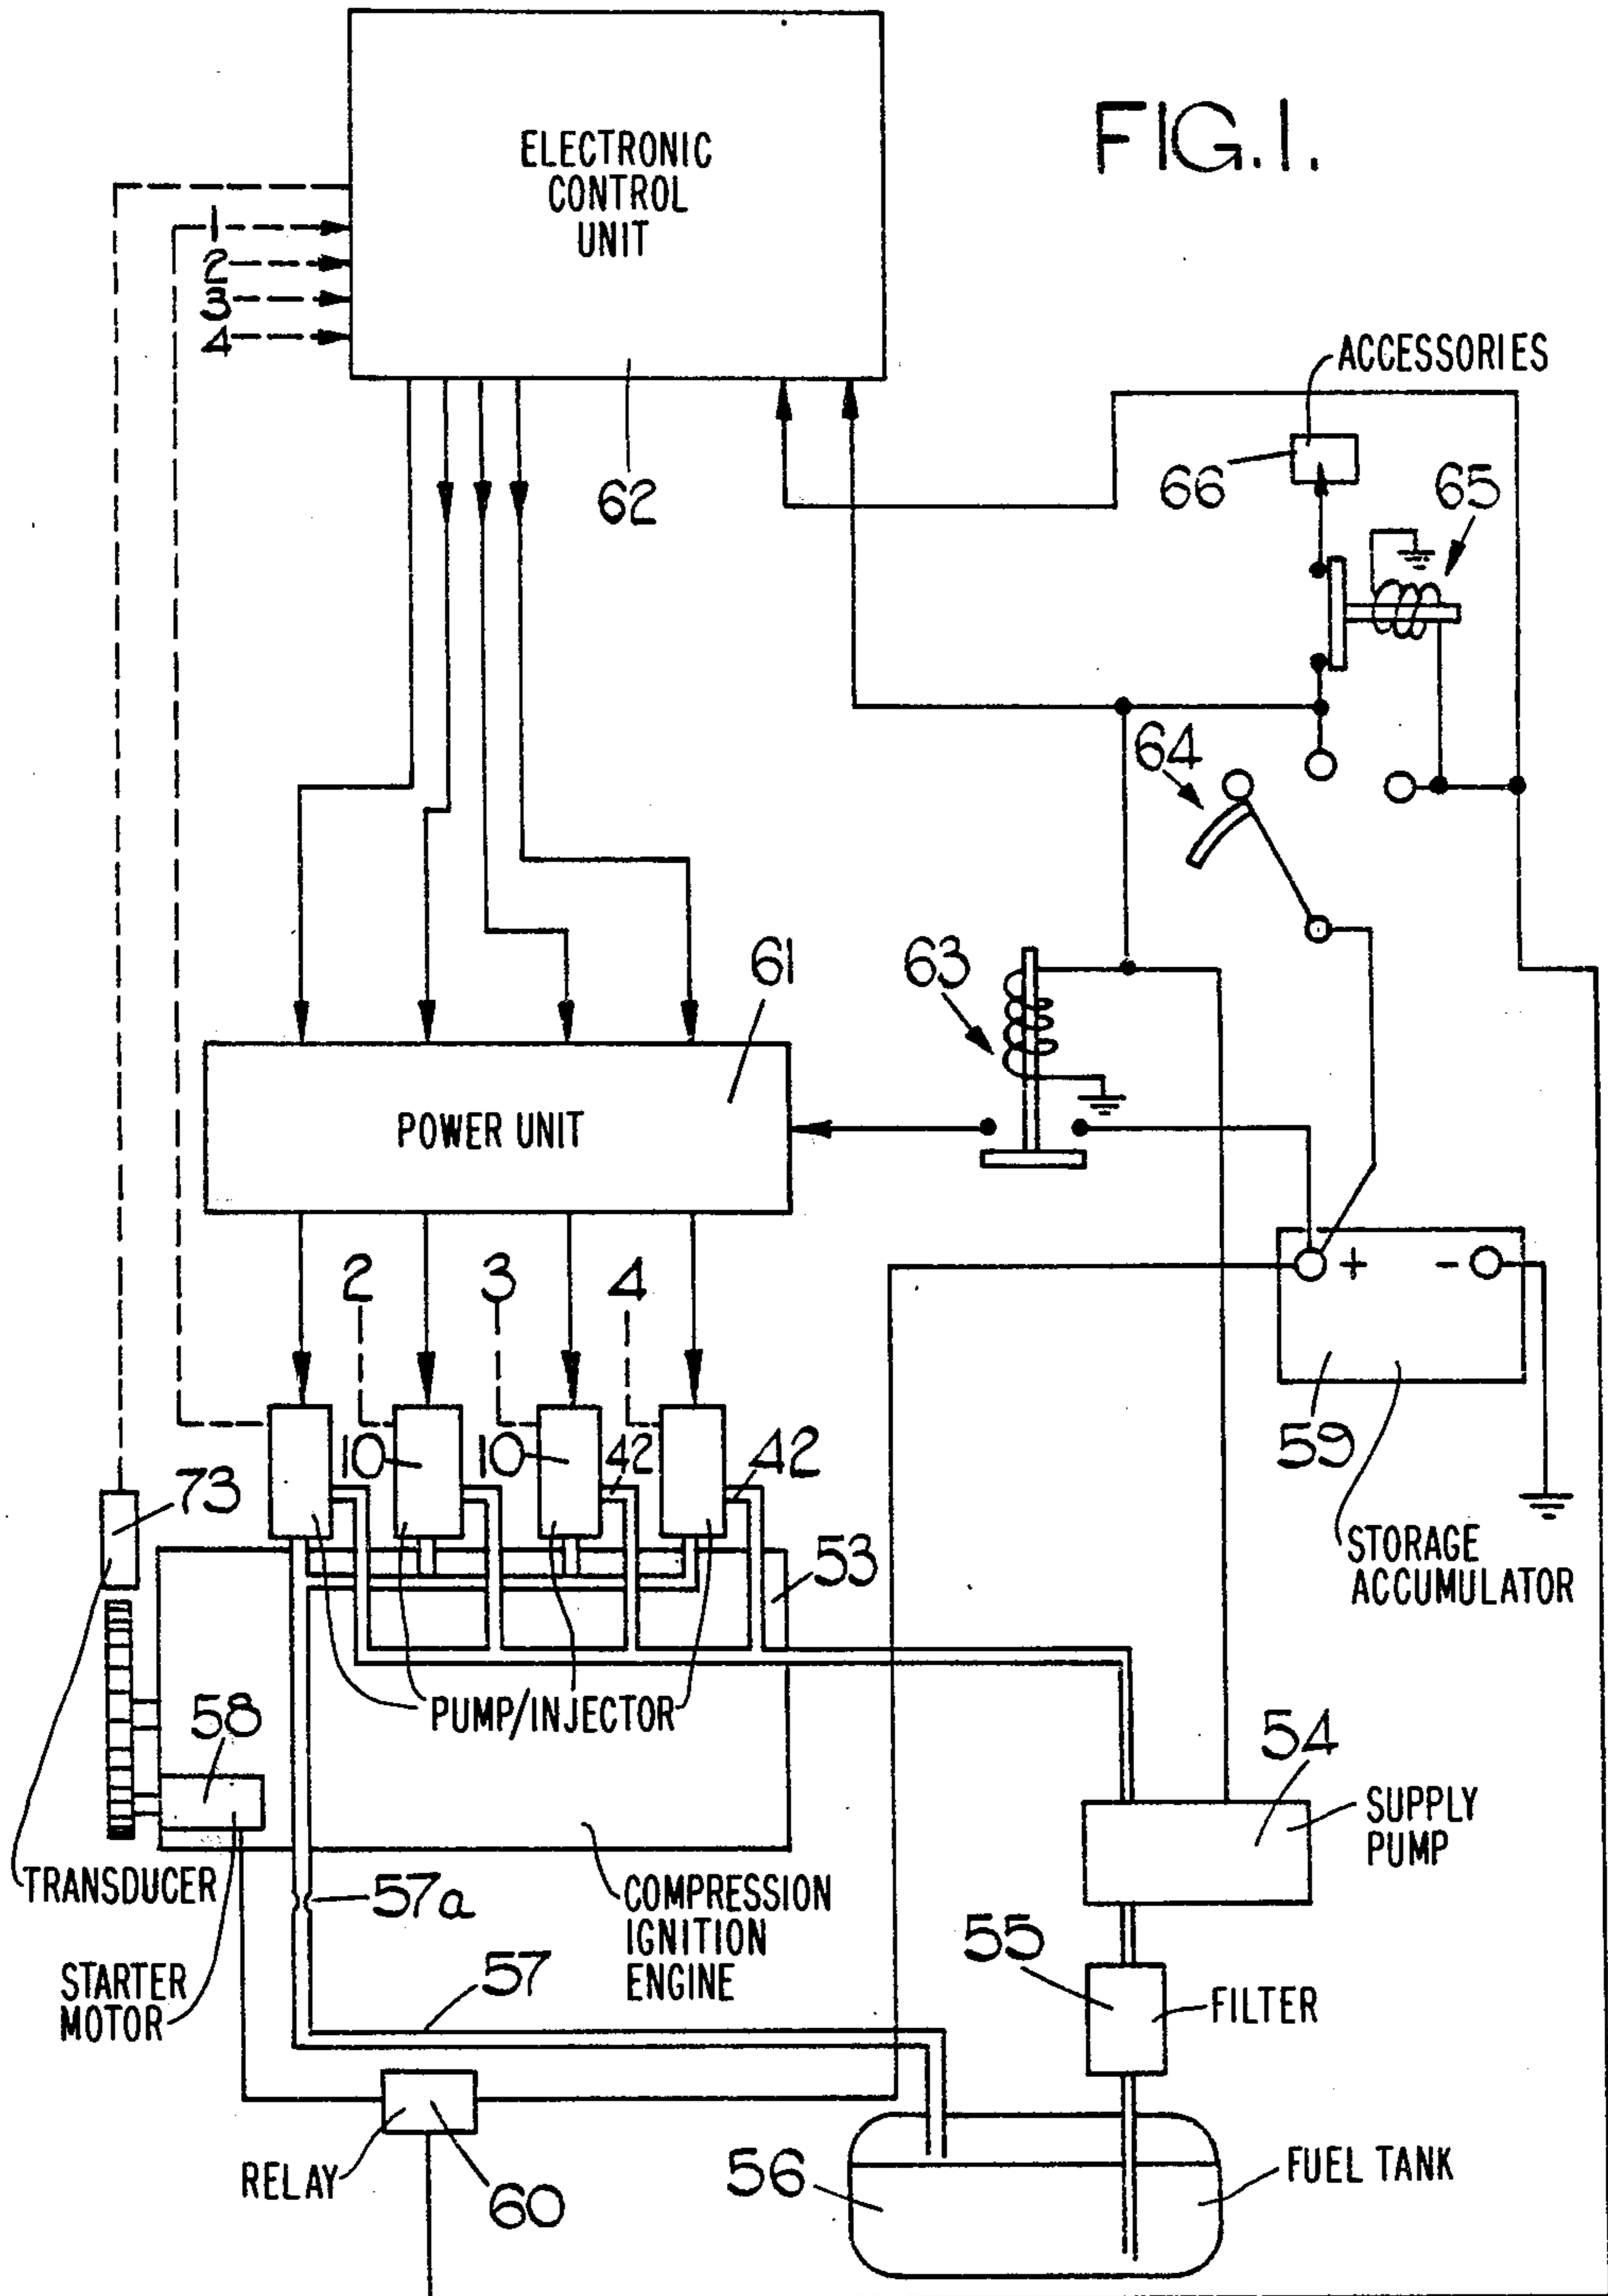 FIG.1.
ELECTRONIC
CONTROL
UNIT
1
2
3
4
62
ACCESSORIES
66
65
64
63
61
POWER UNIT
2
3
4
+ -
10
10
42
42
59
73
53
STORAGE
ACCUMULATOR
58
PUMP/INJECTOR
54
SUPPLY
PUMP
TRANSDUCER
57a
COMPRESSION
IGNITION
ENGINE
55
STARTER
MOTOR
57
FILTER
RELAY
60
56
FUEL TANK